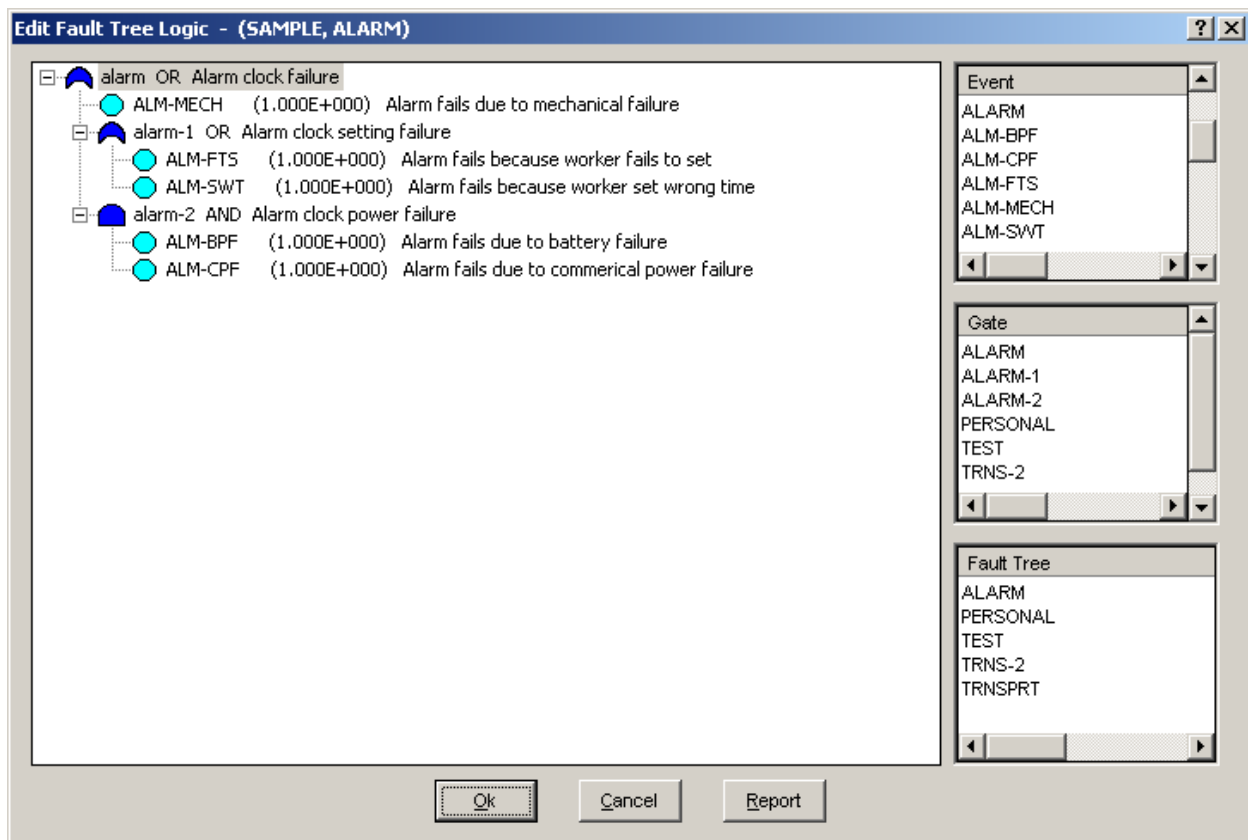 Edit Fault Tree Logic - (SAMPLE, ALARM)
alarm OR Alarm clock failure
ALM-MECH (1.000E+000) Alarm fails due to mechanical failure
alarm-1 OR Alarm clock setting failure
ALM-FTS (1.000E+000) Alarm fails because worker fails to set
ALM-SWT (1.000E+000) Alarm fails because worker set wrong time
alarm-2 AND Alarm clock power failure
ALM-BPF (1.000E+000) Alarm fails due to battery failure
ALM-CPF (1.000E+000) Alarm fails due to commerical power failure
Event
ALARM
ALM-BPF
ALM-CPF
ALM-FTS
ALM-MECH
ALM-SWT
Gate
ALARM
ALARM-1
ALARM-2
PERSONAL
TEST
TRNS-2
Fault Tree
ALARM
PERSONAL
TEST
TRNS-2
TRNSPRT
Ok Cancel Report